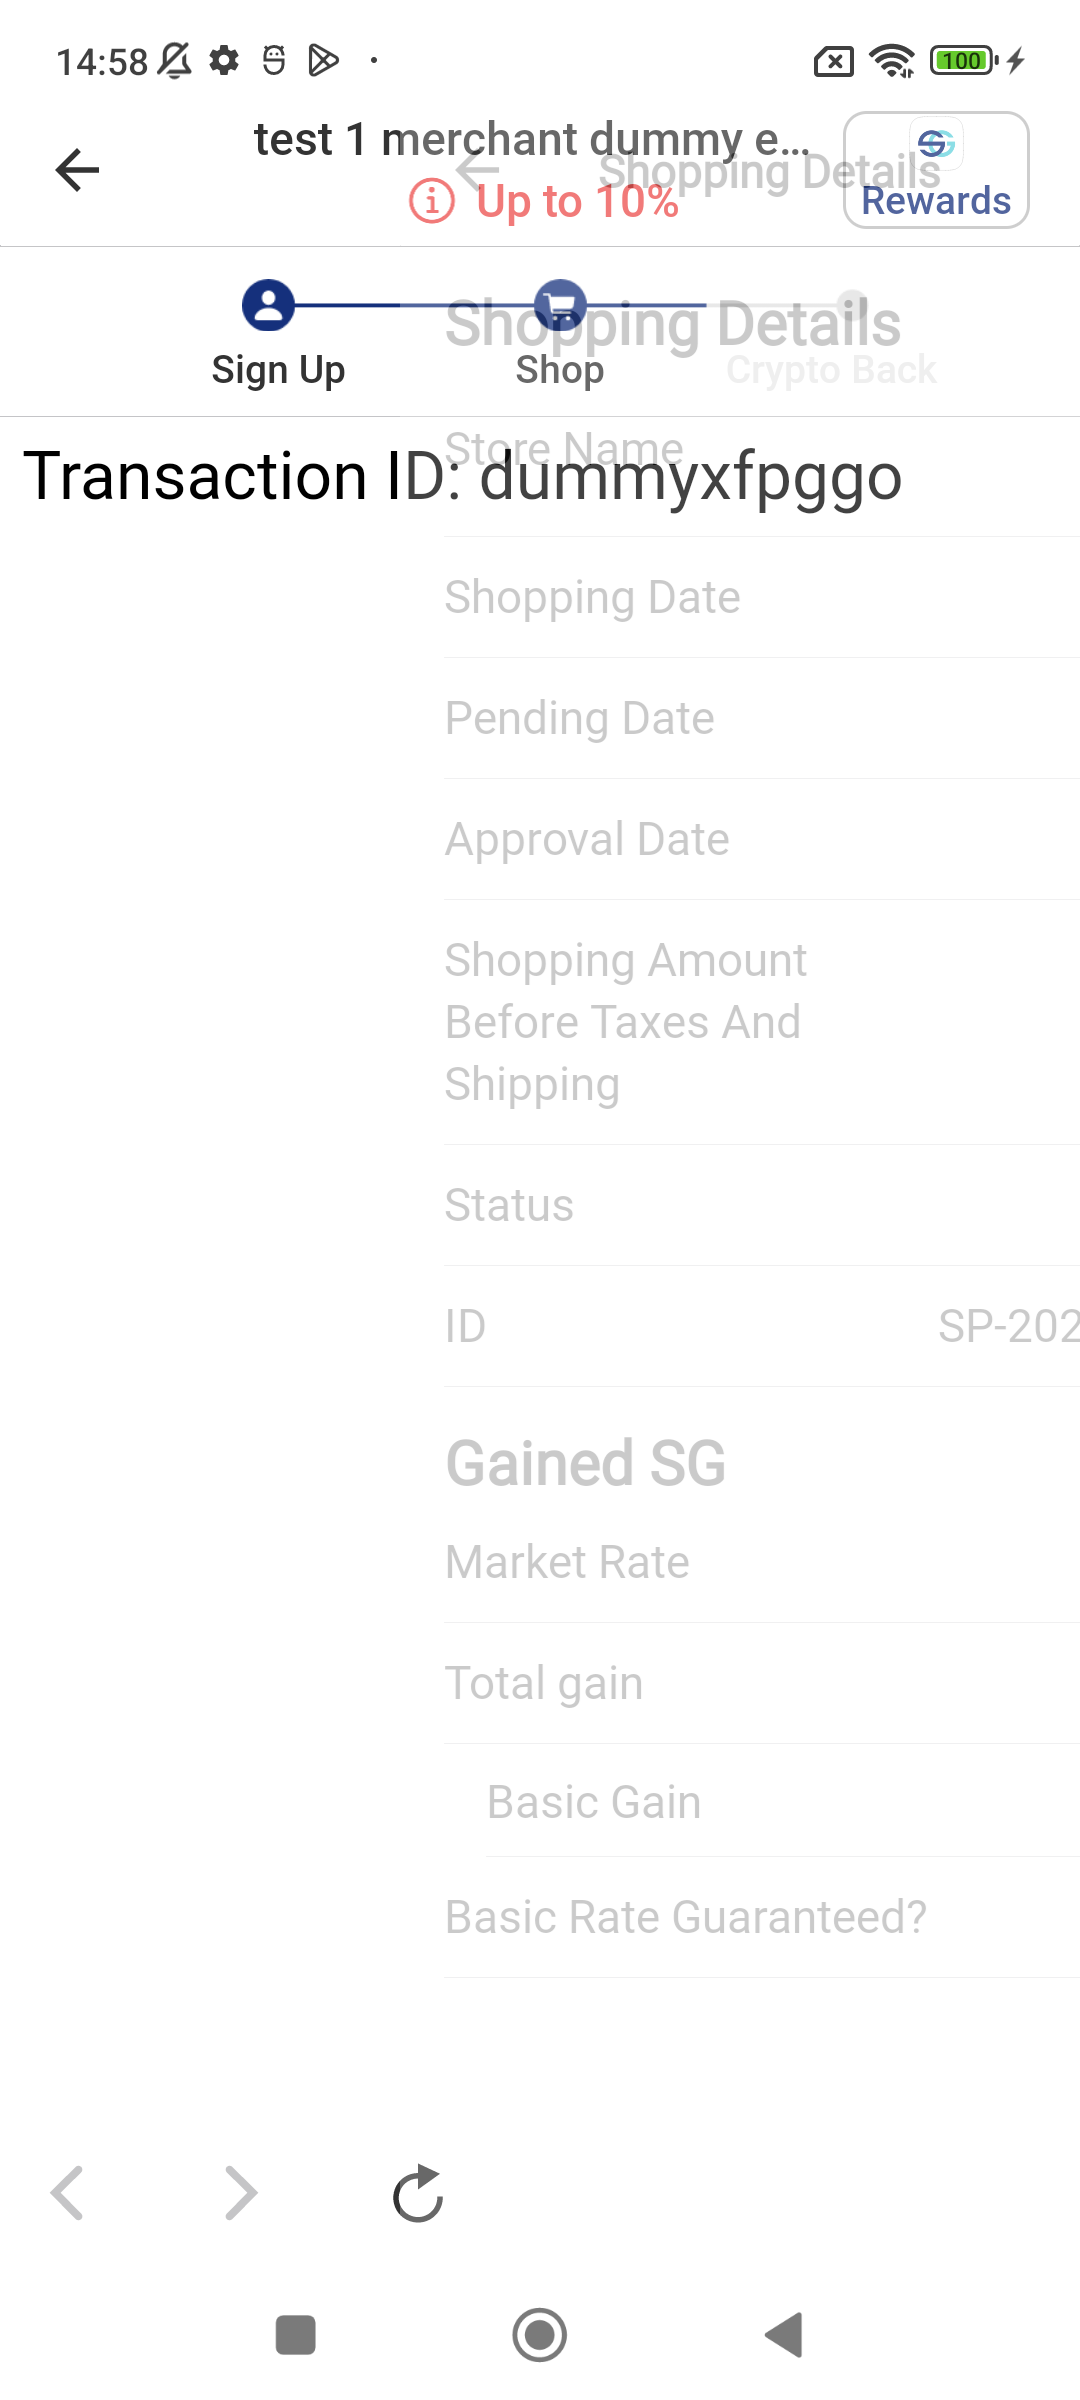 14:58
100
test 1 merchant dummy e...
Shopping Details
Up to 10%
Rewards
Shopping Details
Sign Up
Shop
Crypto Back
Store Name
Transaction ID: dummyxfpggo
Shopping Date
Pending Date
Approval Date
Shopping Amount
Before Taxes And
Shipping
Status
ID SP-202
Gained SG
Market Rate
Total gain
Basic Gain
Basic Rate Guaranteed?